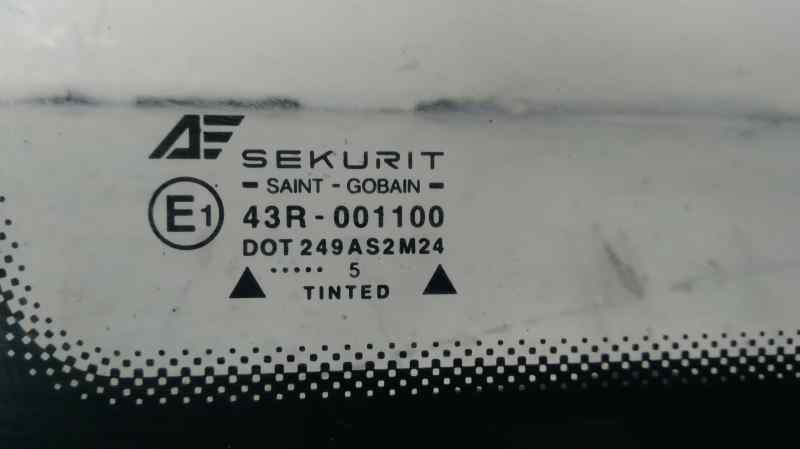 AE SEKURIT
- SAINT - GOBAIN -
E1 43R - 001100
DOT 249AS2M24
..... 5
TINTED